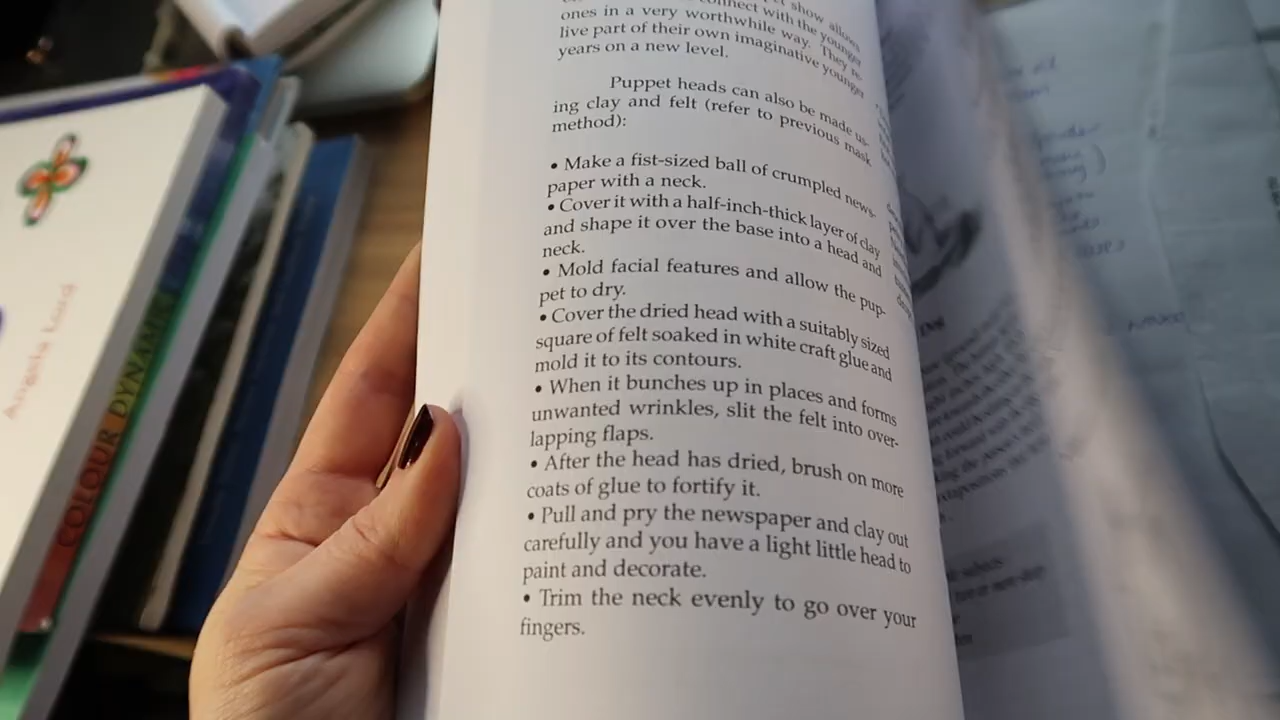 show allows
connect with the younger
ones in a very worthwhile way. They re-
live part of their own imaginative younger
years on a new level.
Puppet heads can also be made us-
ing clay and felt (refer to previous mask
method):
• Make a fist-sized ball of crumpled news-
paper with a neck.
• Cover it with a half-inch-thick layer of clay
and shape it over the base into a head and
neck.
• Mold facial features and allow the pup-
pet to dry.
• Cover the dried head with a suitably sized
square of felt soaked in white craft glue and
mold it to its contours.
• When it bunches up in places and forms
unwanted wrinkles, slit the felt into over-
lapping flaps.
• After the head has dried, brush on more
coats of glue to fortify it.
• Pull and pry the newspaper and clay out
carefully and you have a light little head to
paint and decorate.
• Trim the neck evenly to go over your
fingers.
Angela Lord
COLOUR DYNAMICS